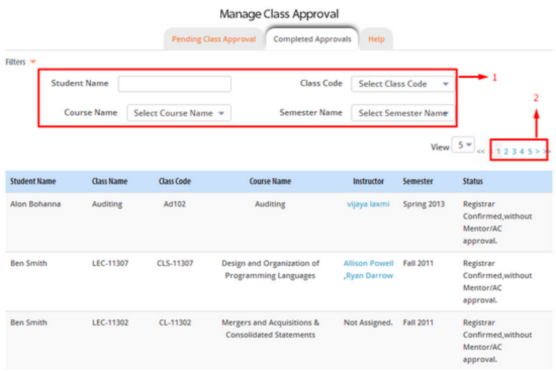 Manage Class Approval
Pending Class Approval Completed Approvals Help
Filters
Student Name Class Code Select Class Code 1
Course Name Select Course Name Semester Name Select Semester Name
2
View 5 << < 1 2 3 4 5 > >>
Student Name Class Name Class Code Course Name Instructor Semester Status
Alon Bohanna Auditing Ad102 Auditing vijaya laxmi Spring 2013 Registrar
Confirmed,without
Mentor/AC
approval.
Ben Smith LEC-11307 CLS-11307 Design and Organization of Allison Powell Fall 2011 Registrar
Programming Languages ,Ryan Darrow Confirmed,without
Mentor/AC
approval.
Ben Smith LEC-11302 CL-11302 Mergers and Acquisitions & Not Assigned. Fall 2011 Registrar
Consolidated Statements Confirmed,without
Mentor/AC
approval.